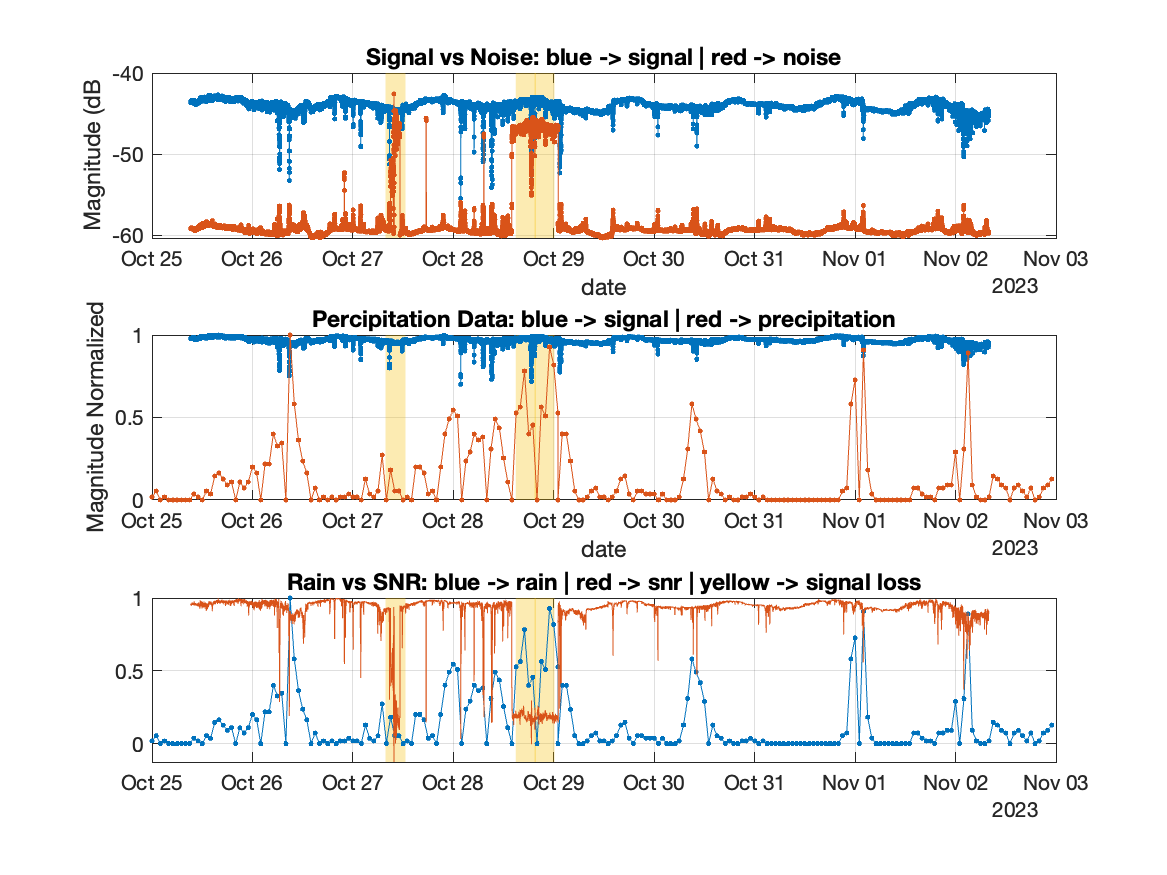 Signal vs Noise: blue -> signal | red -> noise
Magnitude (dB
-40
-50
-60
Oct 25 Oct 26 Oct 27 Oct 28 Oct 29 Oct 30 Oct 31 Nov 01 Nov 02 Nov 03
date
2023
Percipitation Data: blue -> signal | red -> precipitation
Magnitude Normalized
1
0.5
0
Oct 25 Oct 26 Oct 27 Oct 28 Oct 29 Oct 30 Oct 31 Nov 01 Nov 02 Nov 03
date
2023
Rain vs SNR: blue -> rain | red -> snr | yellow -> signal loss
1
0.5
0
Oct 25 Oct 26 Oct 27 Oct 28 Oct 29 Oct 30 Oct 31 Nov 01 Nov 02 Nov 03
2023